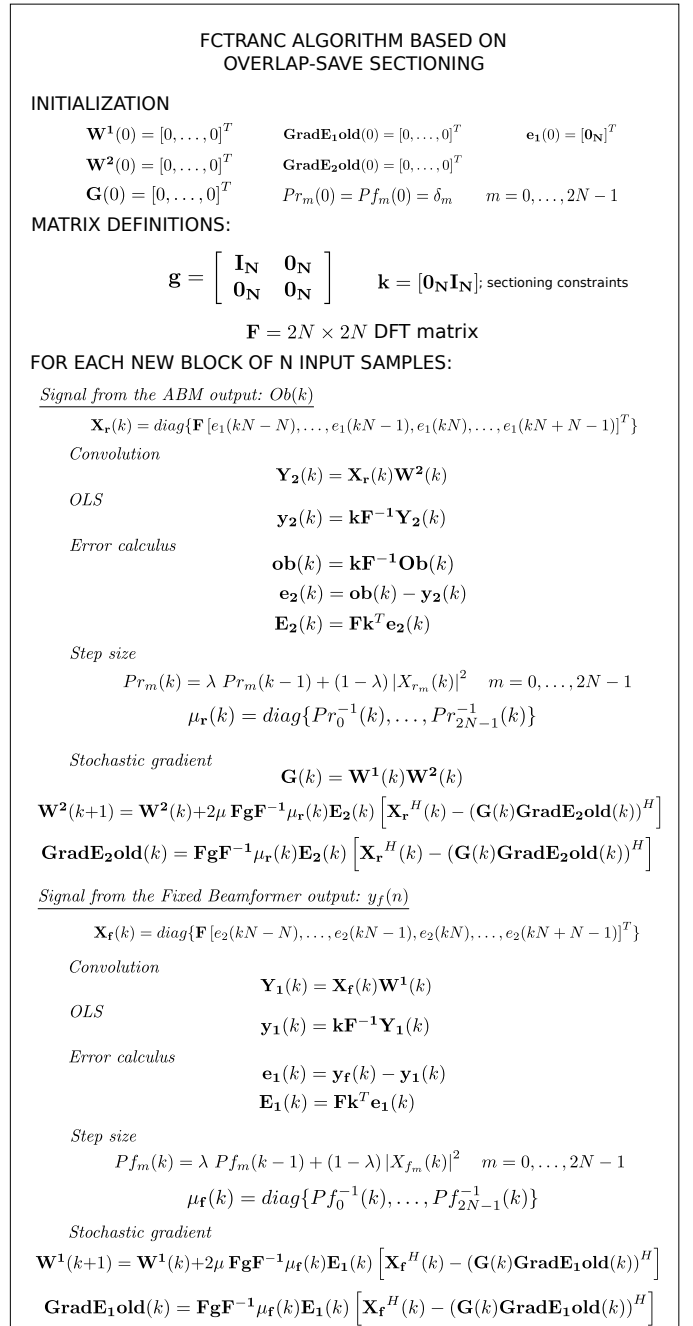 FCTRANC ALGORITHM BASED ON
OVERLAP-SAVE SECTIONING
INITIALIZATION
W¹(0) = [0, . . . , 0]ᵀ GradE₁old(0) = [0, . . . , 0]ᵀ e₁(0) = [0_N]ᵀ
W²(0) = [0, . . . , 0]ᵀ GradE₂old(0) = [0, . . . , 0]ᵀ
G(0) = [0, . . . , 0]ᵀ Pr_m(0) = Pf_m(0) = δ_m m = 0, . . . , 2N − 1
MATRIX DEFINITIONS:
g = [ I_N 0_N
0_N 0_N ] k = [0_N I_N]; sectioning constraints
F = 2N × 2N DFT matrix
FOR EACH NEW BLOCK OF N INPUT SAMPLES:
Signal from the ABM output: Ob(k)
X_r(k) = diag{F [e₁(kN − N), . . . , e₁(kN − 1), e₁(kN), . . . , e₁(kN + N − 1)]ᵀ}
Convolution
Y₂(k) = X_r(k)W²(k)
OLS
y₂(k) = kF⁻¹Y₂(k)
Error calculus
ob(k) = kF⁻¹Ob(k)
e₂(k) = ob(k) − y₂(k)
E₂(k) = Fkᵀe₂(k)
Step size
Pr_m(k) = λ Pr_m(k − 1) + (1 − λ) |X_{r_m}(k)|² m = 0, . . . , 2N − 1
μ_r(k) = diag{Pr₀⁻¹(k), . . . , Pr_{2N−1}⁻¹(k)}
Stochastic gradient
G(k) = W¹(k)W²(k)
W²(k+1) = W²(k)+2μ FgF⁻¹μ_r(k)E₂(k) [X_r^H(k) − (G(k)GradE₂old(k))^H]
GradE₂old(k) = FgF⁻¹μ_r(k)E₂(k) [X_r^H(k) − (G(k)GradE₂old(k))^H]
Signal from the Fixed Beamformer output: y_f(n)
X_f(k) = diag{F [e₂(kN − N), . . . , e₂(kN − 1), e₂(kN), . . . , e₂(kN + N − 1)]ᵀ}
Convolution
Y₁(k) = X_f(k)W¹(k)
OLS
y₁(k) = kF⁻¹Y₁(k)
Error calculus
e₁(k) = y_f(k) − y₁(k)
E₁(k) = Fkᵀe₁(k)
Step size
Pf_m(k) = λ Pf_m(k − 1) + (1 − λ) |X_{f_m}(k)|² m = 0, . . . , 2N − 1
μ_f(k) = diag{Pf₀⁻¹(k), . . . , Pf_{2N−1}⁻¹(k)}
Stochastic gradient
W¹(k+1) = W¹(k)+2μ FgF⁻¹μ_f(k)E₁(k) [X_f^H(k) − (G(k)GradE₁old(k))^H]
GradE₁old(k) = FgF⁻¹μ_f(k)E₁(k) [X_f^H(k) − (G(k)GradE₁old(k))^H]